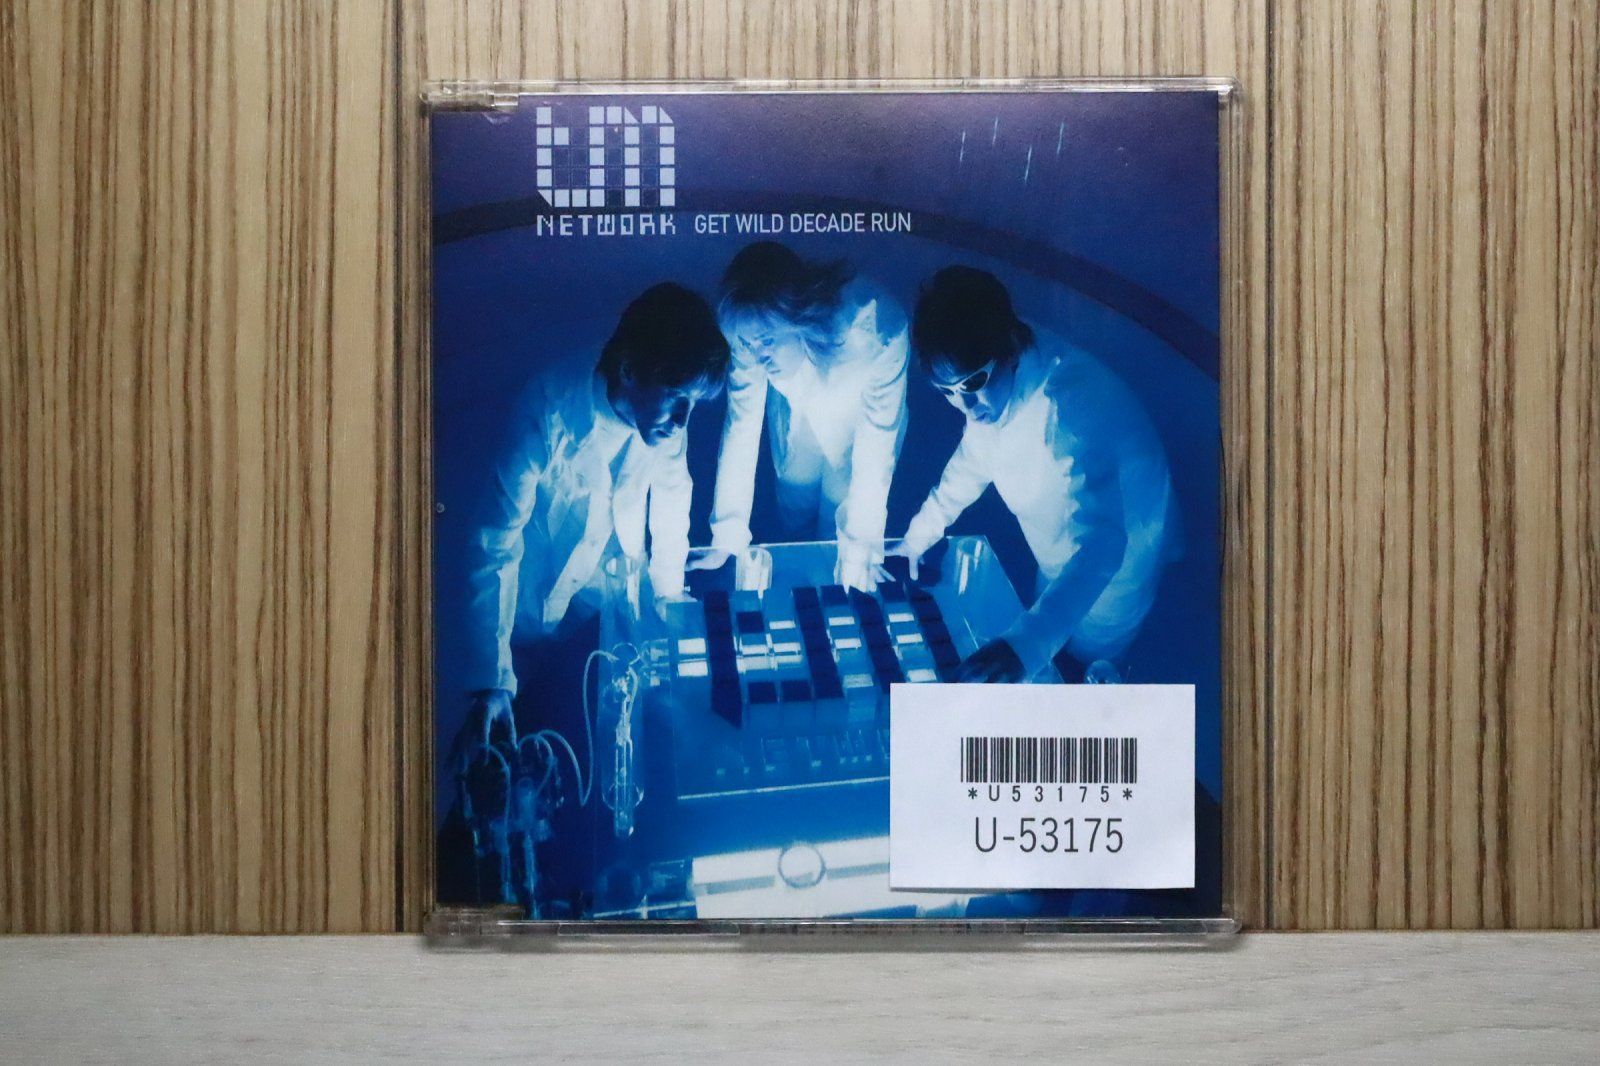 tm
NETWORK GET WILD DECADE RUN
*U53175*
U-53175